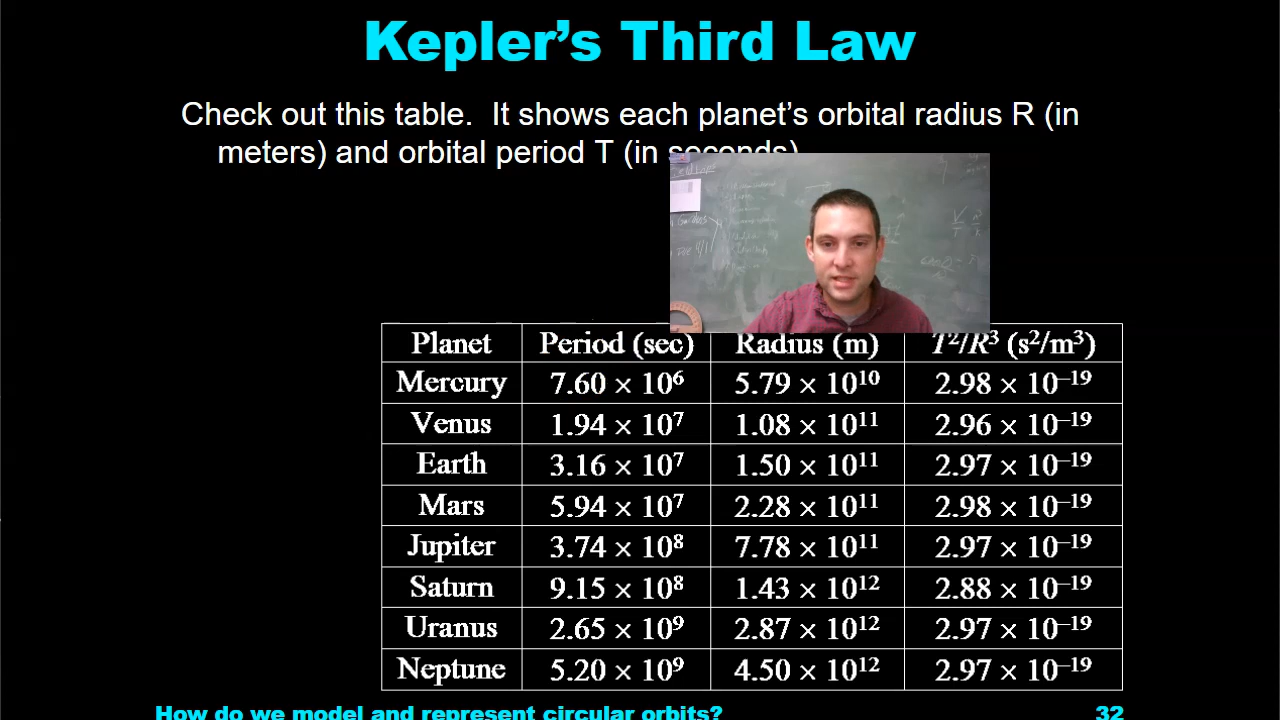 Kepler's Third Law
Check out this table. It shows each planet's orbital radius R (in
meters) and orbital period T (in seconds)
Planet Period (sec) Radius (m) T²/R³ (s²/m³)
Mercury 7.60 × 10⁶ 5.79 × 10¹⁰ 2.98 × 10⁻¹⁹
Venus 1.94 × 10⁷ 1.08 × 10¹¹ 2.96 × 10⁻¹⁹
Earth 3.16 × 10⁷ 1.50 × 10¹¹ 2.97 × 10⁻¹⁹
Mars 5.94 × 10⁷ 2.28 × 10¹¹ 2.98 × 10⁻¹⁹
Jupiter 3.74 × 10⁸ 7.78 × 10¹¹ 2.97 × 10⁻¹⁹
Saturn 9.15 × 10⁸ 1.43 × 10¹² 2.88 × 10⁻¹⁹
Uranus 2.65 × 10⁹ 2.87 × 10¹² 2.97 × 10⁻¹⁹
Neptune 5.20 × 10⁹ 4.50 × 10¹² 2.97 × 10⁻¹⁹
How do we model and represent circular orbits? 32